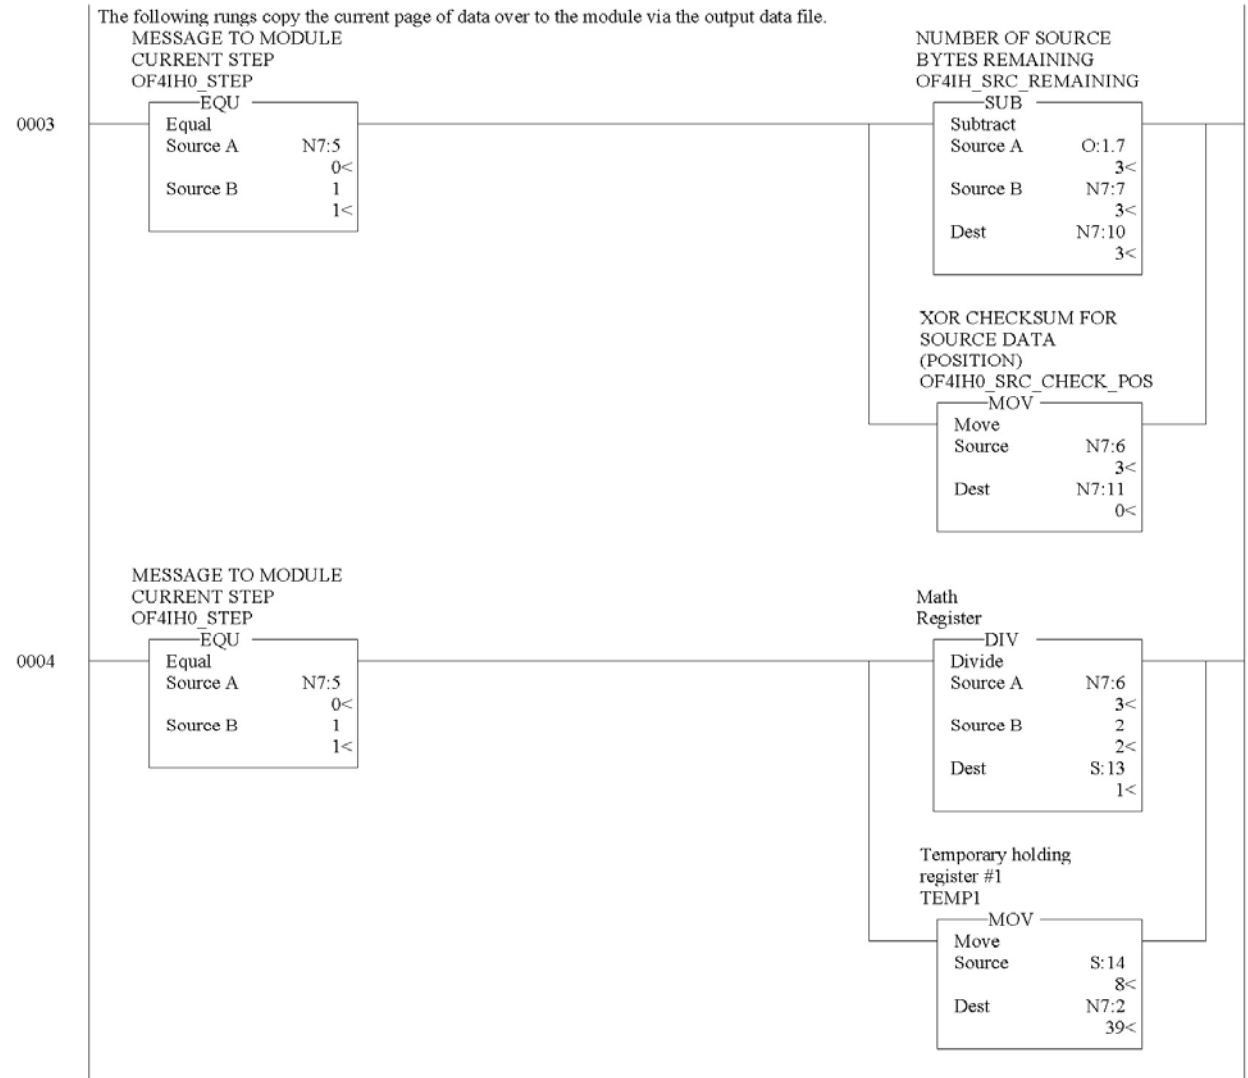 The following rungs copy the current page of data over to the module via the output data file.
MESSAGE TO MODULE
CURRENT STEP
OF4IH0_STEP
EQU
0003
Equal
Source A N7:5
0<
Source B 1
1<
NUMBER OF SOURCE
BYTES REMAINING
OF4IH_SRC_REMAINING
SUB
Subtract
Source A O:1.7
3<
Source B N7:7
3<
Dest N7:10
3<
XOR CHECKSUM FOR
SOURCE DATA
(POSITION)
OF4IH0_SRC_CHECK_POS
MOV
Move
Source N7:6
3<
Dest N7:11
0<
MESSAGE TO MODULE
CURRENT STEP
OF4IH0_STEP
EQU
0004
Equal
Source A N7:5
0<
Source B 1
1<
Math
Register
DIV
Divide
Source A N7:6
3<
Source B 2
2<
Dest S:13
1<
Temporary holding
register #1
TEMP1
MOV
Move
Source S:14
8<
Dest N7:2
39<